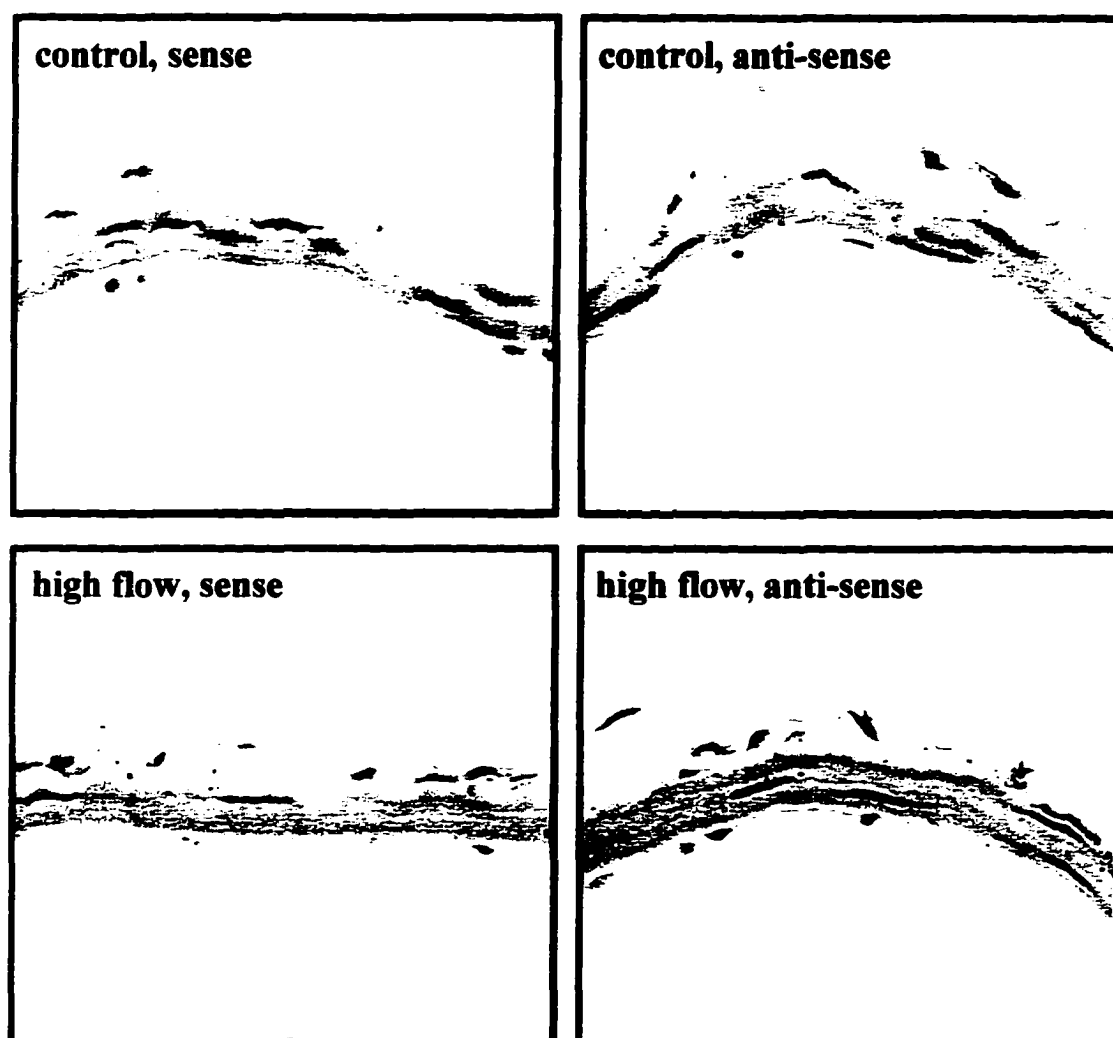 control, sense
control, anti-sense
high flow, sense
high flow, anti-sense